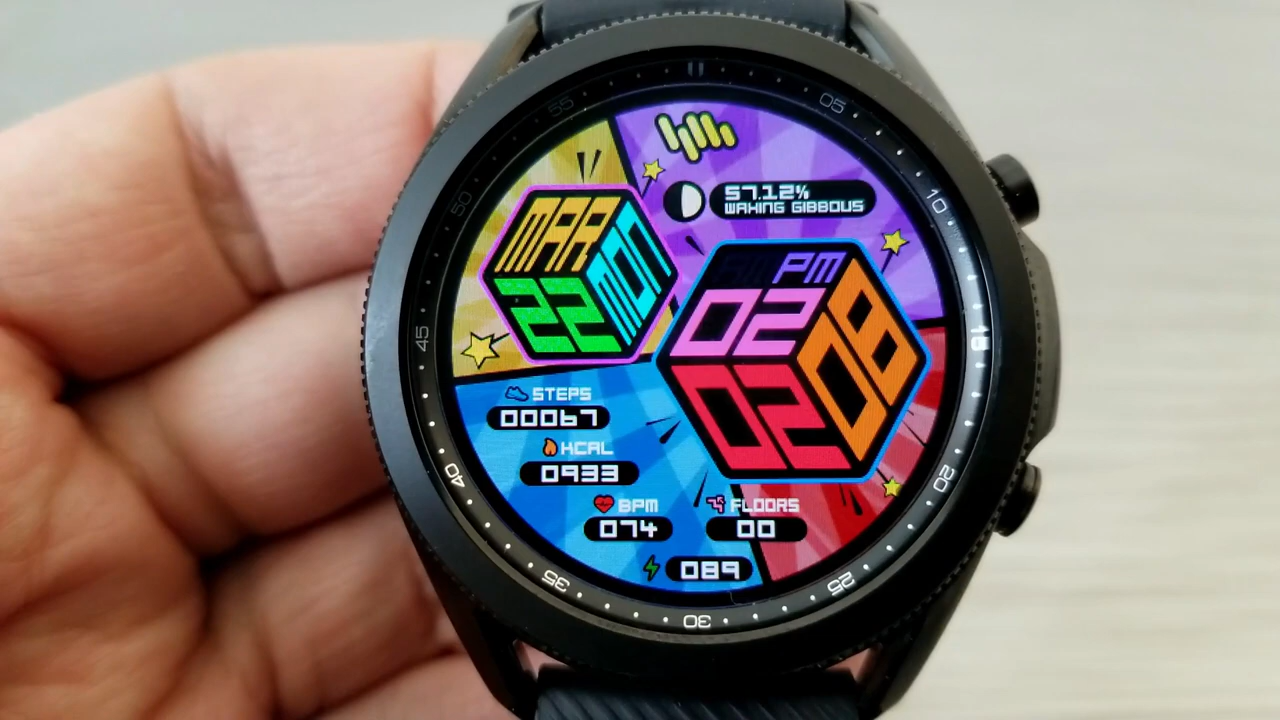 55
05
50
10
45
15
40
20
35
25
30
57.12%
WAXING GIBBOUS
MAR
22
MON
PM
02
02
08
STEPS
00067
KCAL
0933
BPM
074
FLOORS
00
089